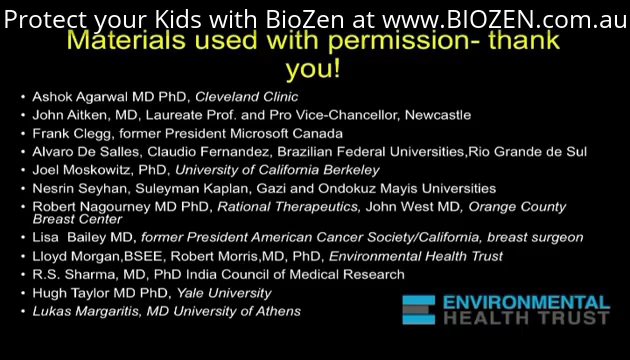 Protect your Kids with BioZen at www.BIOZEN.com.au
Materials used with permission- thank
you!
• Ashok Agarwal MD PhD, Cleveland Clinic
• John Aitken, MD, Laureate Prof. and Pro Vice-Chancellor, Newcastle
• Frank Clegg, former President Microsoft Canada
• Alvaro De Salles, Claudio Fernandez, Brazilian Federal Universities,Rio Grande de Sul
• Joel Moskowitz, PhD, University of California Berkeley
• Nesrin Seyhan, Suleyman Kaplan, Gazi and Ondokuz Mayis Universities
• Robert Nagourney MD PhD, Rational Therapeutics, John West MD, Orange County
Breast Center
• Lisa Bailey MD, former President American Cancer Society/California, breast surgeon
• Lloyd Morgan,BSEE, Robert Morris,MD, PhD, Environmental Health Trust
• R.S. Sharma, MD, PhD India Council of Medical Research
• Hugh Taylor MD PhD, Yale University
• Lukas Margaritis, MD University of Athens
ENVIRONMENTAL
HEALTH TRUST